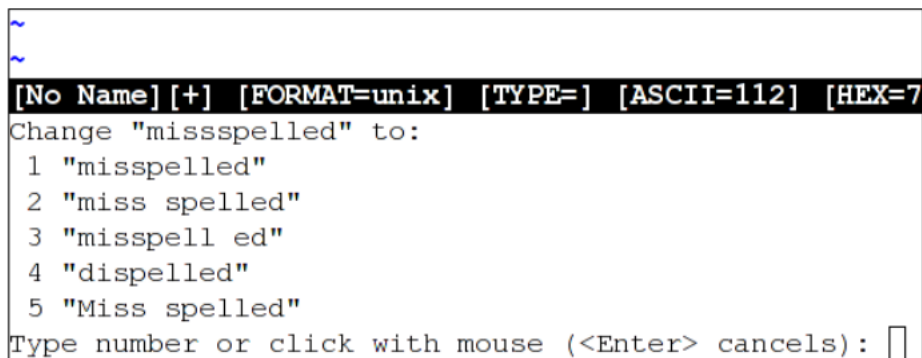 ~
~
[No Name][+] [FORMAT=unix] [TYPE=] [ASCII=112] [HEX=7
Change "missspelled" to:
1 "misspelled"
2 "miss spelled"
3 "misspell ed"
4 "dispelled"
5 "Miss spelled"
Type number or click with mouse (<Enter> cancels):